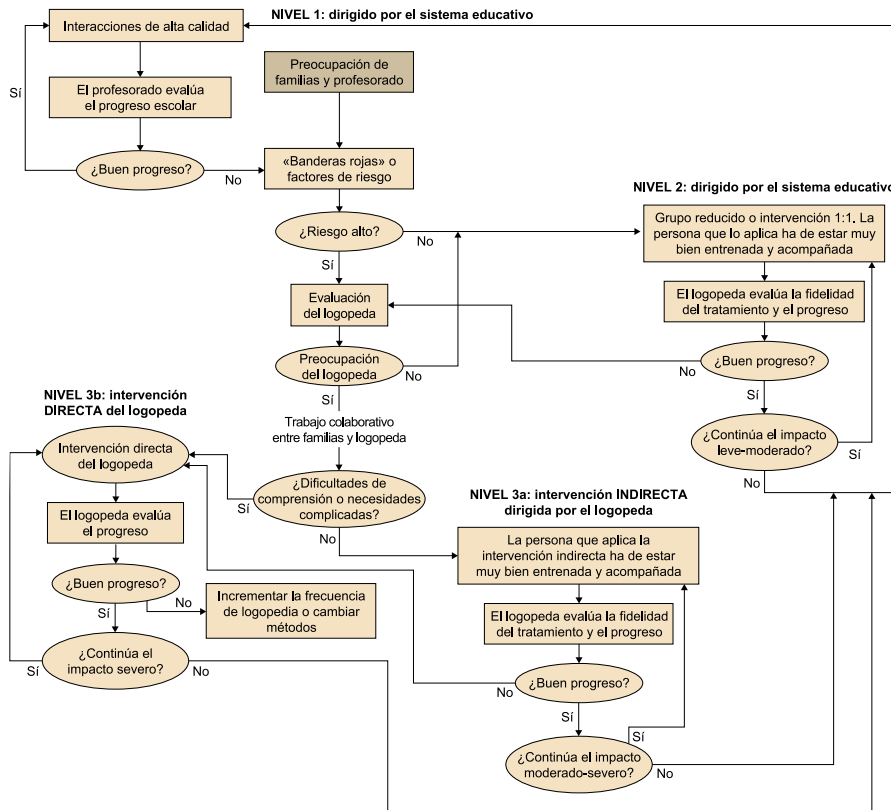 NIVEL 1: dirigido por el sistema educativo
Interacciones de alta calidad
Sí
El profesorado evalúa
el progreso escolar
¿Buen progreso?
No
Preocupación de
familias y profesorado
«Banderas rojas» o
factores de riesgo
¿Riesgo alto?
No
Sí
Evaluación
del logopeda
Preocupación
del logopeda
No
Sí
Trabajo colaborativo
entre familias y logopeda
¿Dificultades de
comprensión o necesidades
complicadas?
Sí
No
NIVEL 2: dirigido por el sistema educativo
Grupo reducido o intervención 1:1. La
persona que lo aplica ha de estar muy
bien entrenada y acompañada
El logopeda evalúa la fidelidad
del tratamiento y el progreso
¿Buen progreso?
No
Sí
¿Continúa el impacto
leve-moderado?
Sí
No
NIVEL 3b: intervención
DIRECTA del logopeda
Intervención directa
del logopeda
El logopeda evalúa
el progreso
¿Buen progreso?
No
Sí
Incrementar la frecuencia
de logopedia o cambiar
métodos
¿Continúa el
impacto severo?
Sí
No
NIVEL 3a: intervención INDIRECTA
dirigida por el logopeda
La persona que aplica la
intervención indirecta ha de estar
muy bien entrenada y acompañada
El logopeda evalúa la fidelidad
del tratamiento y el progreso
¿Buen progreso?
No
Sí
Sí
¿Continúa el impacto
moderado-severo?
No